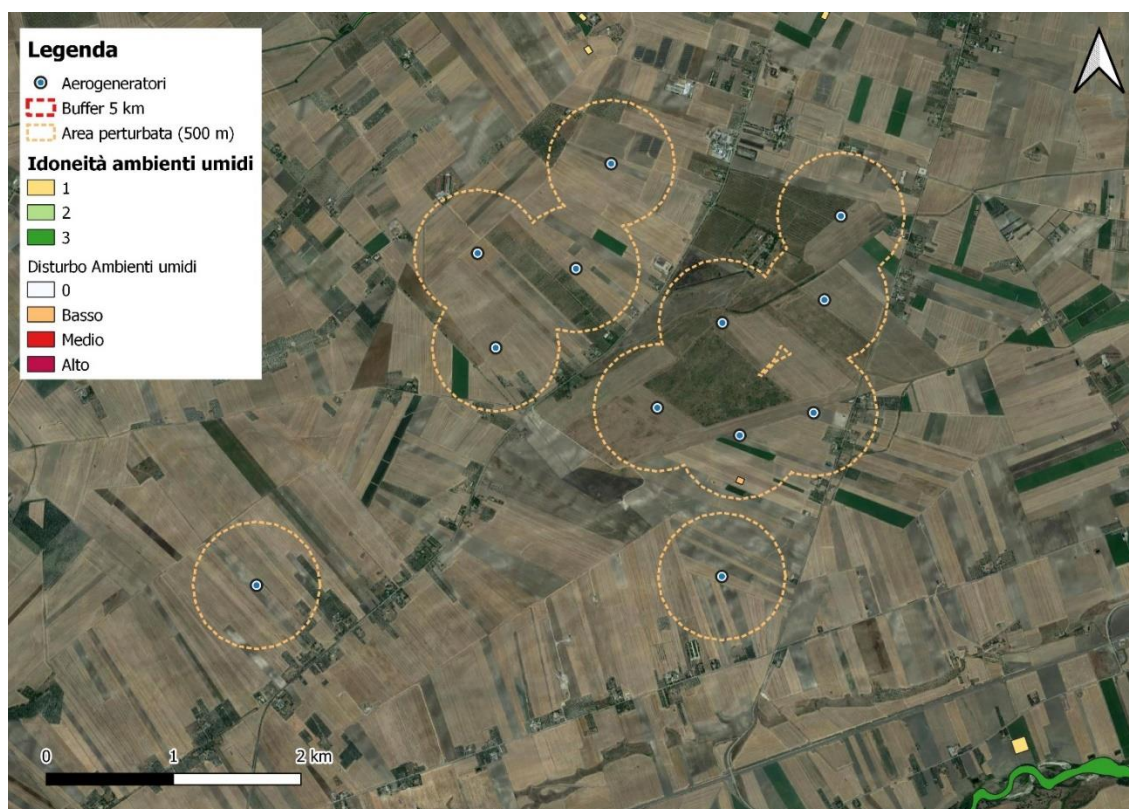 Legenda
Aerogeneratori
Buffer 5 km
Area perturbata (500 m)
Idoneità ambienti umidi
1
2
3
Disturbo Ambienti umidi
0
Basso
Medio
Alto
0 1 2 km